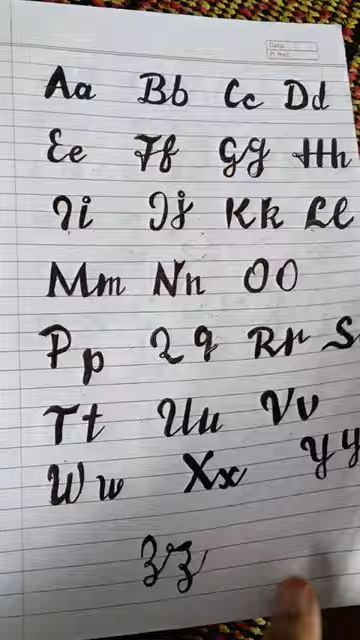 Date
Aa Bb Cc Dd
Ee Ff Gg Hh
Ii Jj Kk Ll
Mm Nn OO
Pp Qq Rr S
Tt Uu Vv
Ww Xx Yy
Zz